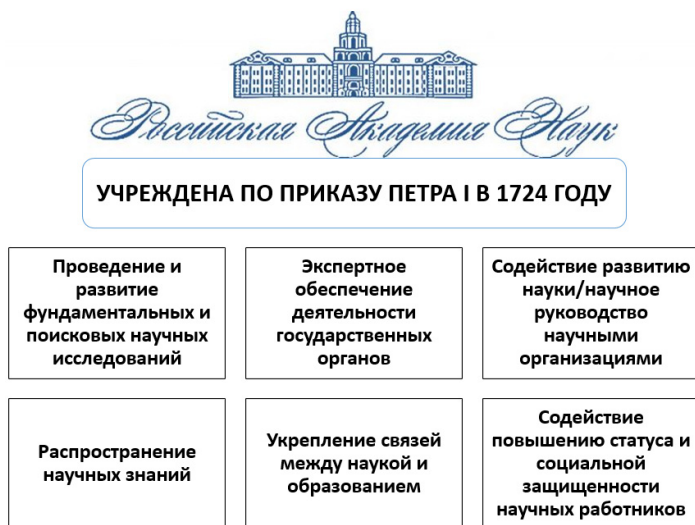 Российская Академия Наук
УЧРЕЖДЕНА ПО ПРИКАЗУ ПЕТРА I В 1724 ГОДУ
Проведение и
развитие
фундаментальных и
поисковых научных
исследований
Экспертное
обеспечение
деятельности
государственных
органов
Содействие развитию
науки/научное
руководство
научными
организациями
Распространение
научных знаний
Укрепление связей
между наукой и
образованием
Содействие
повышению статуса и
социальной
защищенности
научных работников